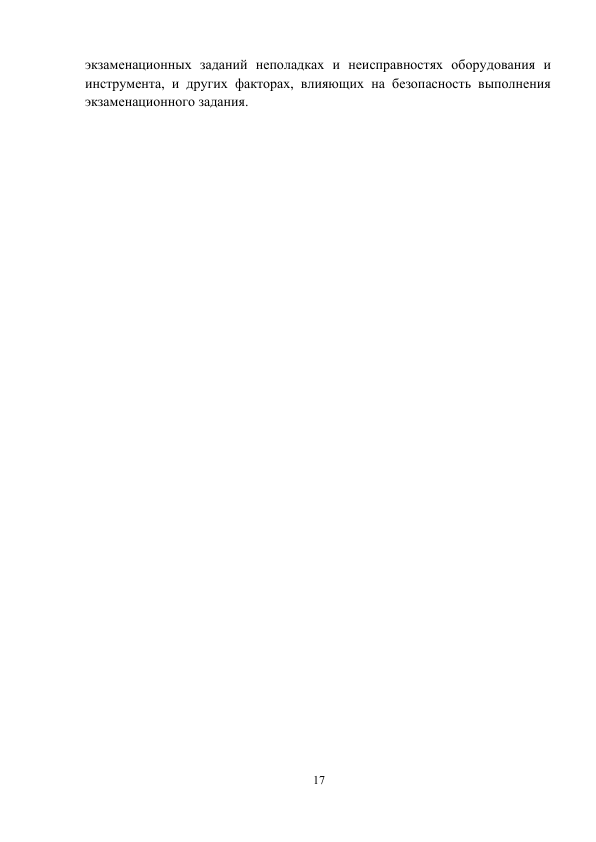 экзаменационных заданий неполадках и неисправностях оборудования и
инструмента, и других факторах, влияющих на безопасность выполнения
экзаменационного задания.
17